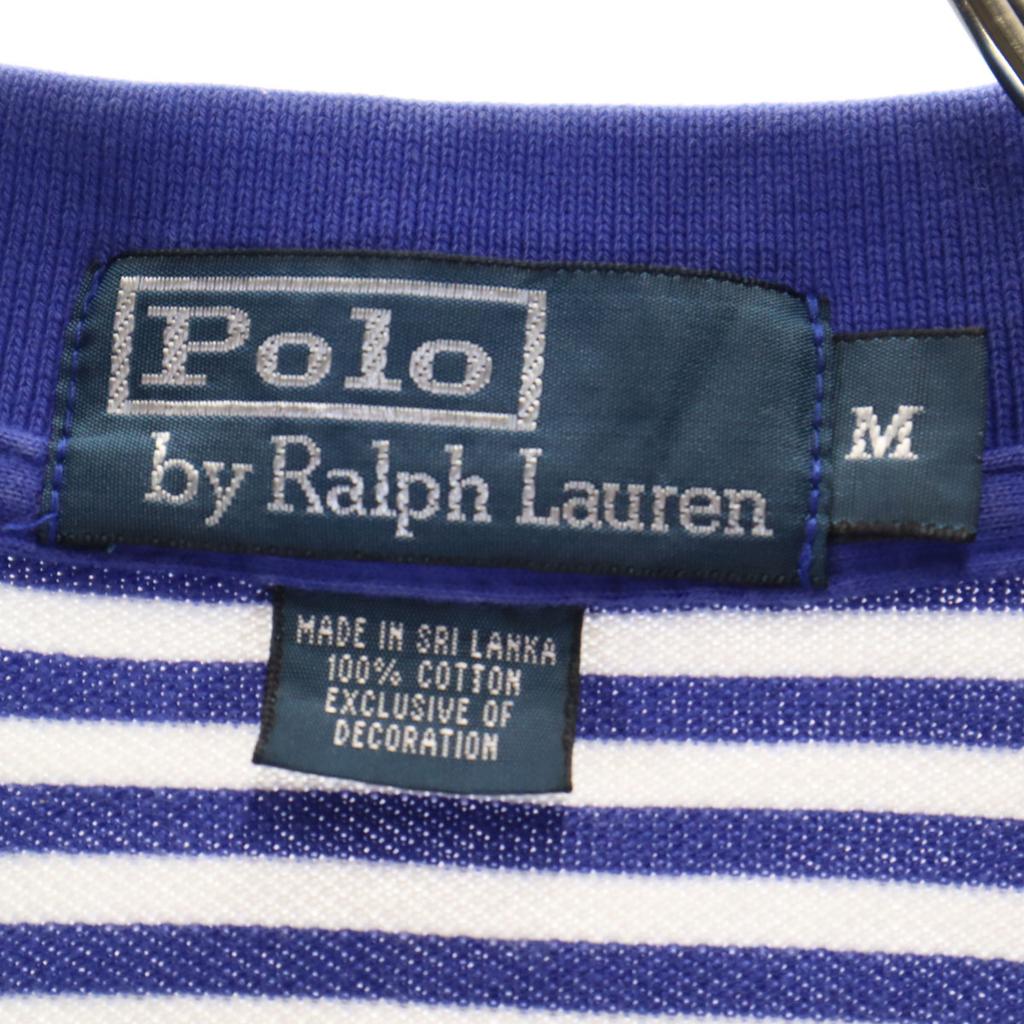 Polo
by Ralph Lauren
M
MADE IN SRI LANKA
100% COTTON
EXCLUSIVE OF
DECORATION